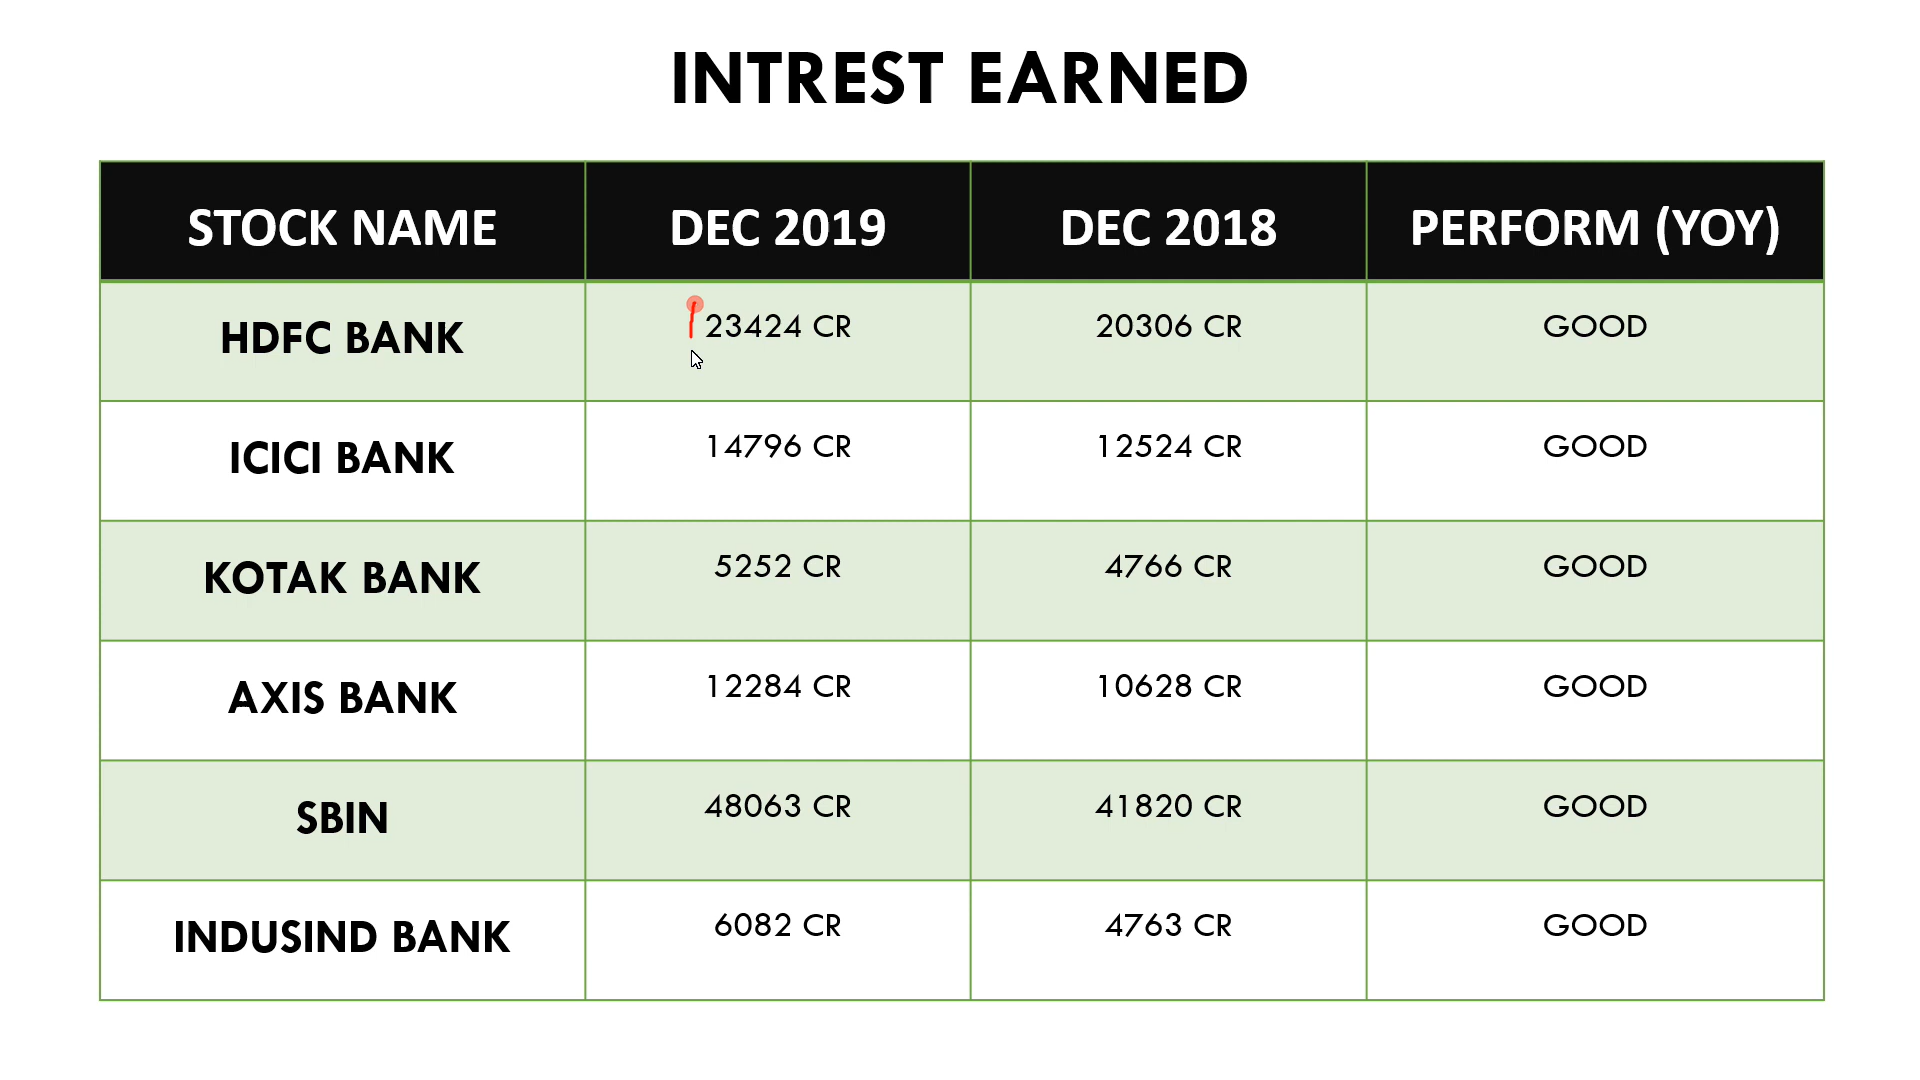 INTREST EARNED
STOCK NAME DEC 2019 DEC 2018 PERFORM (YOY)
HDFC BANK 23424 CR 20306 CR GOOD
ICICI BANK 14796 CR 12524 CR GOOD
KOTAK BANK 5252 CR 4766 CR GOOD
AXIS BANK 12284 CR 10628 CR GOOD
SBIN 48063 CR 41820 CR GOOD
INDUSIND BANK 6082 CR 4763 CR GOOD